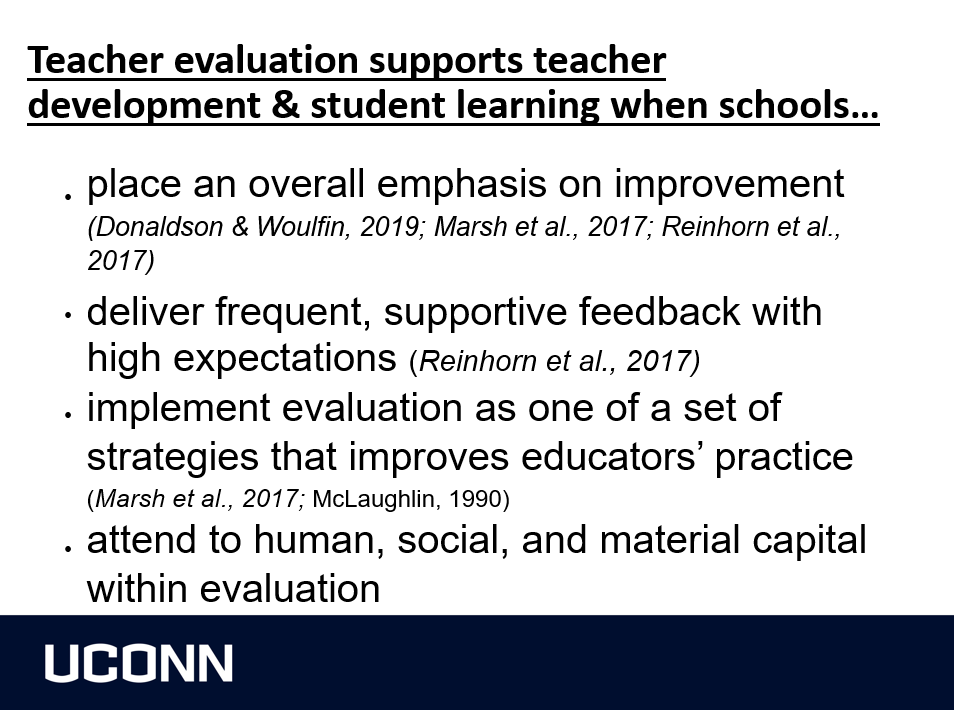 Teacher evaluation supports teacher
development & student learning when schools…
• place an overall emphasis on improvement
(Donaldson & Woulfin, 2019; Marsh et al., 2017; Reinhorn et al.,
2017)
• deliver frequent, supportive feedback with
high expectations (Reinhorn et al., 2017)
• implement evaluation as one of a set of
strategies that improves educators’ practice
(Marsh et al., 2017; McLaughlin, 1990)
• attend to human, social, and material capital
within evaluation
UCONN